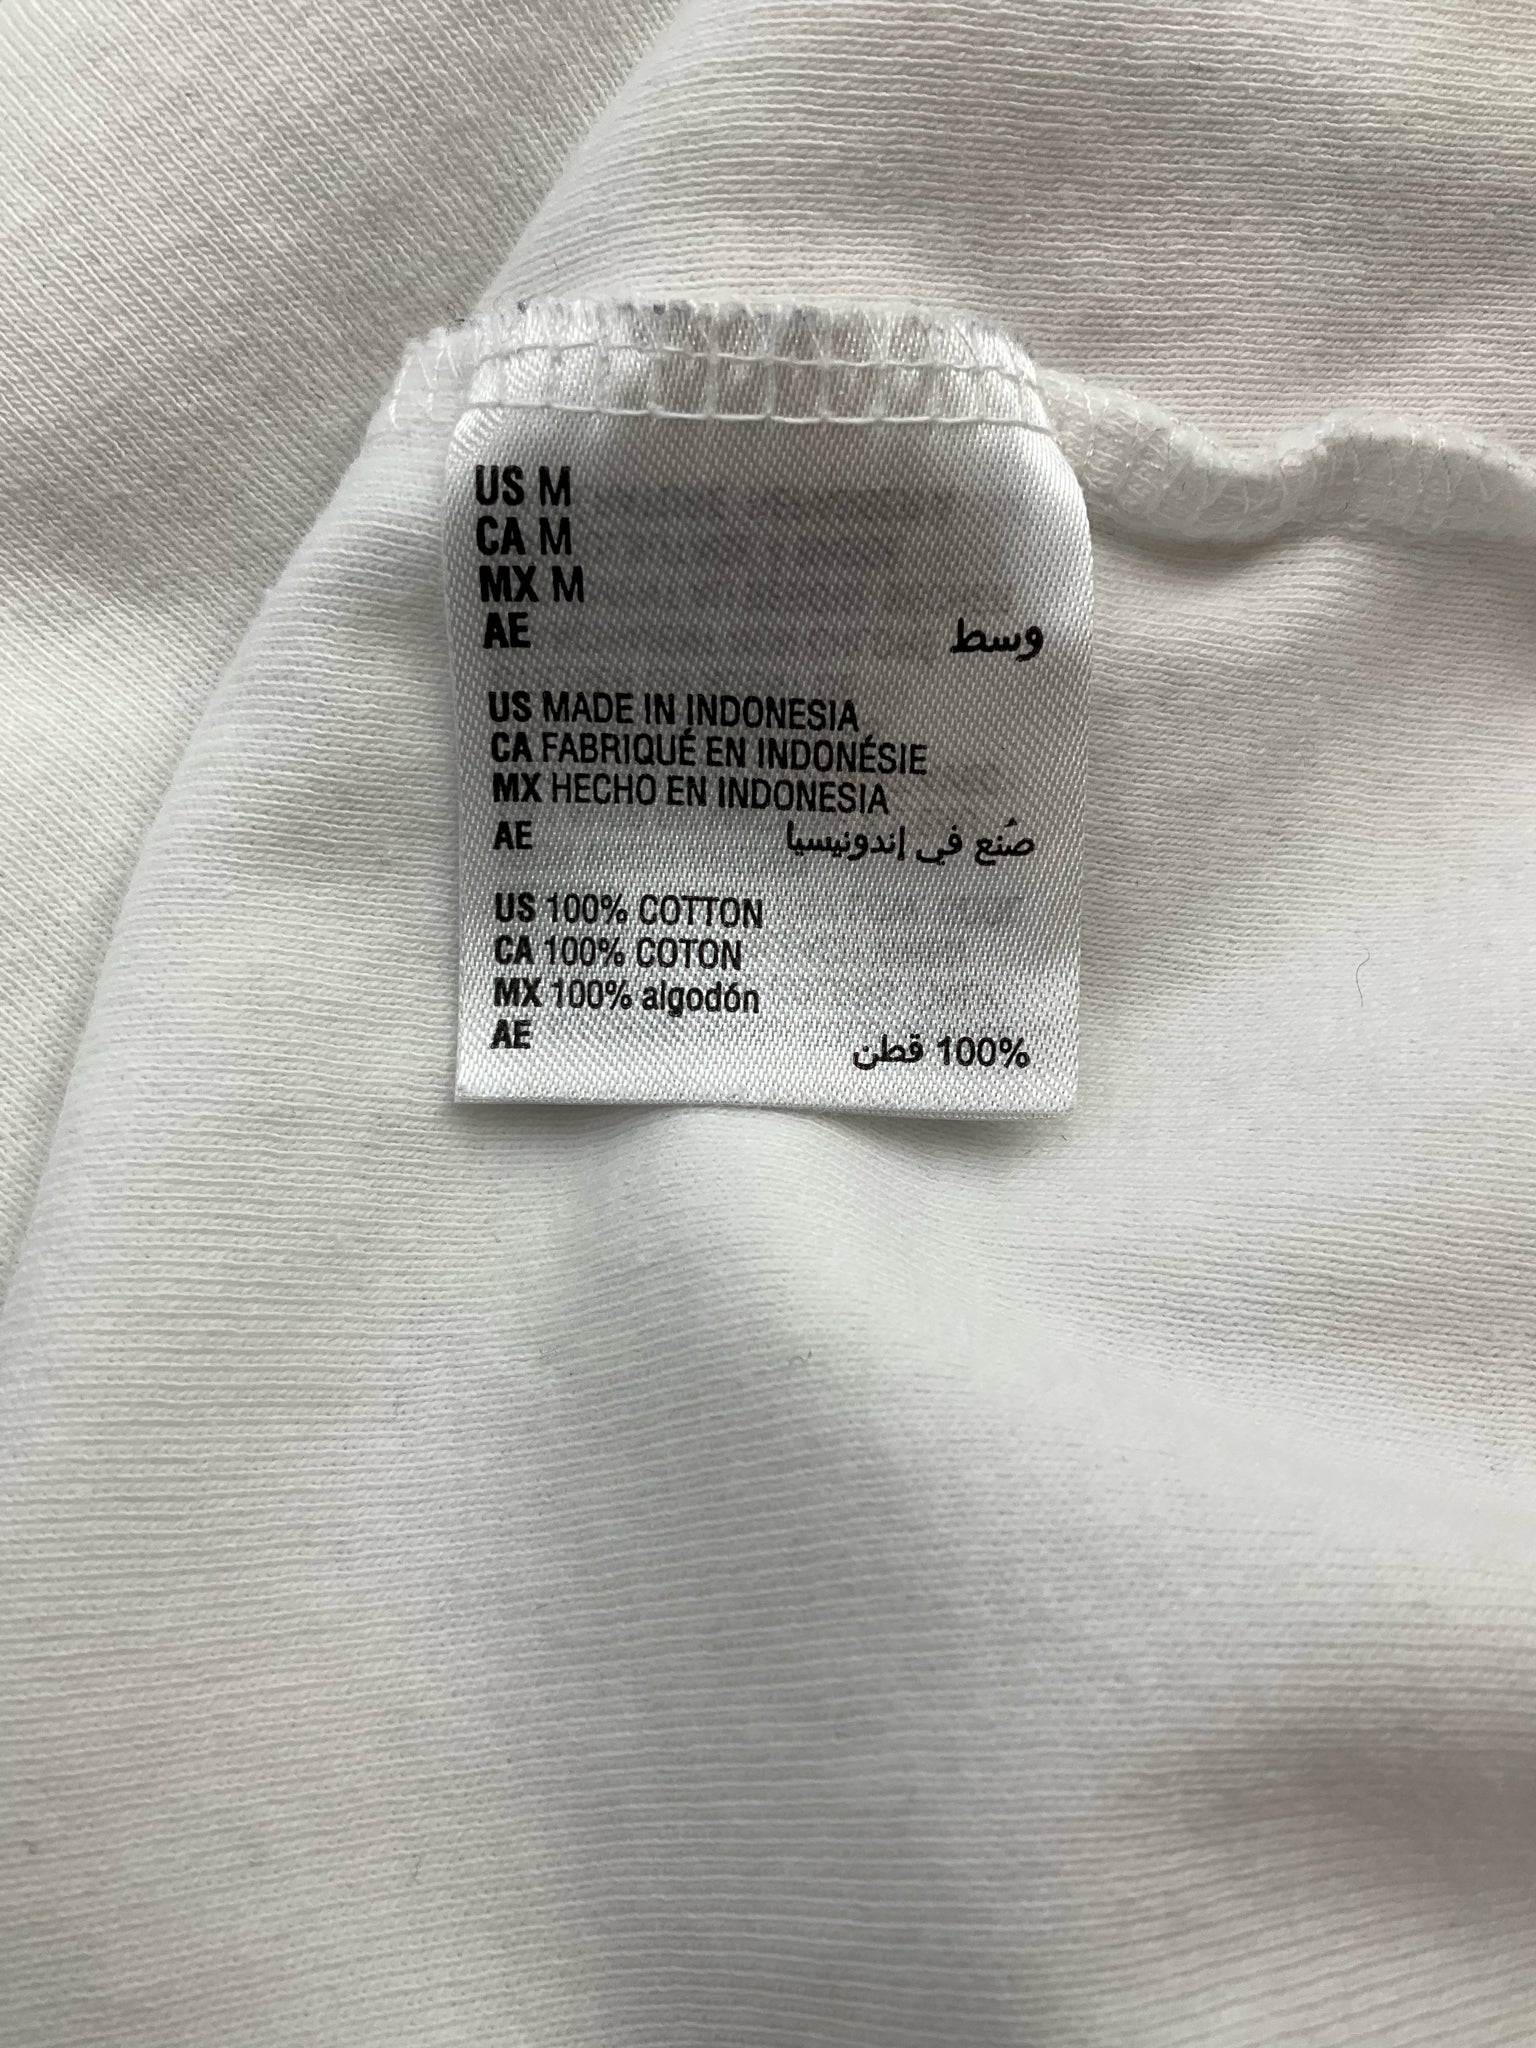 US M
CA M
MX M
AE وسط
US MADE IN INDONESIA
CA FABRIQUÉ EN INDONÉSIE
MX HECHO EN INDONESIA
AE صُنع في إندونيسيا
US 100% COTTON
CA 100% COTON
MX 100% algodón
AE 100% قطن